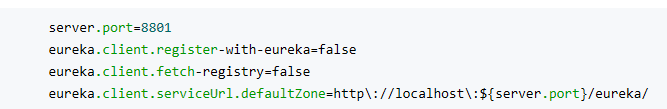 server.port=8801
eureka.client.register-with-eureka=false
eureka.client.fetch-registry=false
eureka.client.serviceUrl.defaultZone=http\://localhost\:${server.port}/eureka/